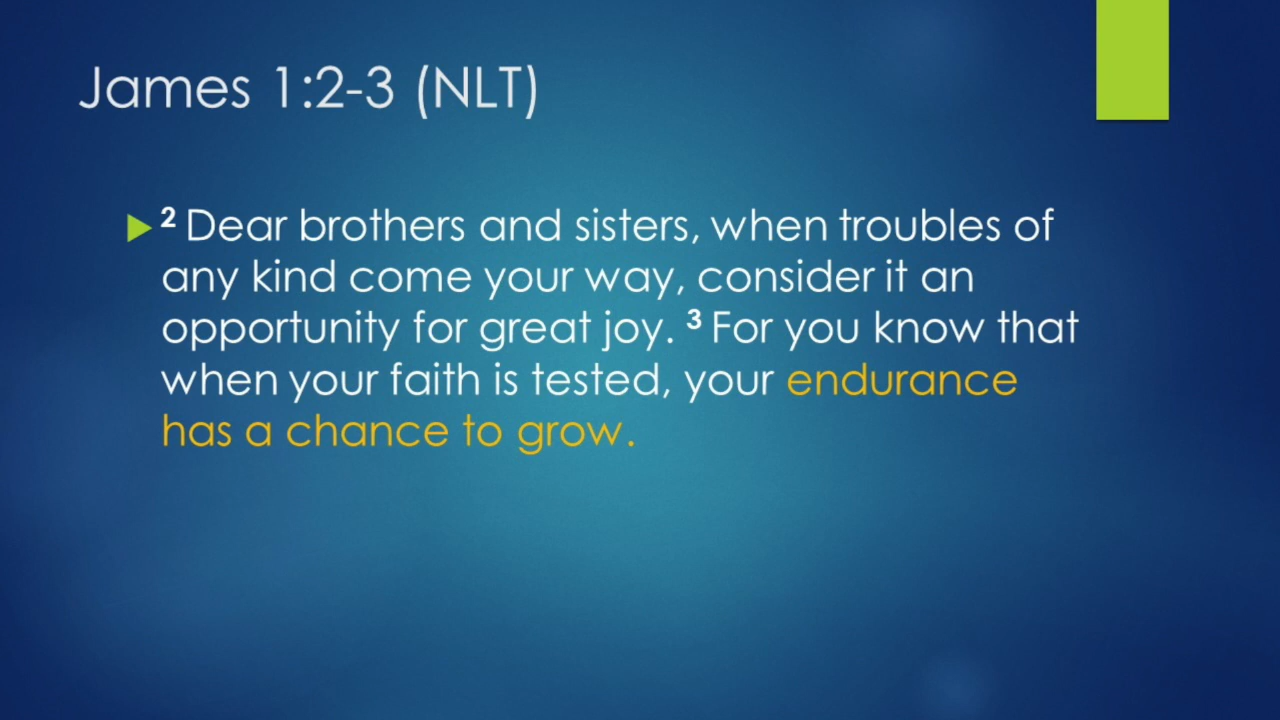 James 1:2-3 (NLT)
2 Dear brothers and sisters, when troubles of
any kind come your way, consider it an
opportunity for great joy. 3 For you know that
when your faith is tested, your endurance
has a chance to grow.